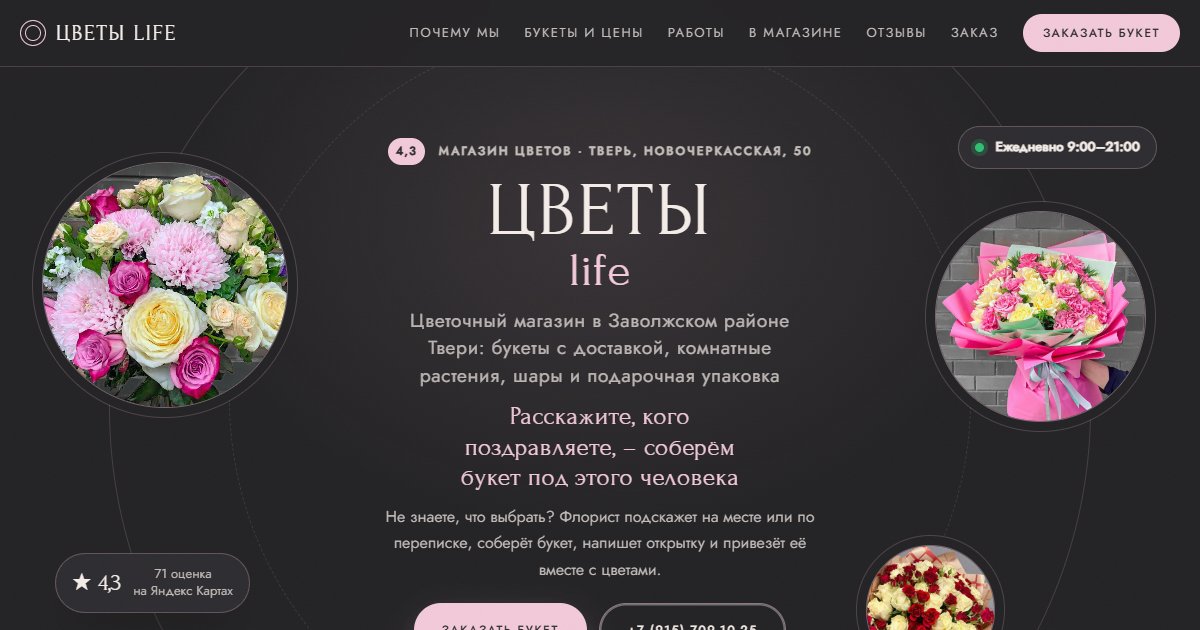 ЦВЕТЫ LIFE
ПОЧЕМУ МЫ
БУКЕТЫ И ЦЕНЫ
РАБОТЫ
В МАГАЗИНЕ
ОТЗЫВЫ
ЗАКАЗ
ЗАКАЗАТЬ БУКЕТ
4,3 МАГАЗИН ЦВЕТОВ · ТВЕРЬ, НОВОЧЕРКАССКАЯ, 50
Ежедневно 9:00–21:00
ЦВЕТЫ
life
Цветочный магазин в Заволжском районе
Твери: букеты с доставкой, комнатные
растения, шары и подарочная упаковка
Расскажите, кого
поздравляете, – соберём
букет под этого человека
Не знаете, что выбрать? Флорист подскажет на месте или по
переписке, соберёт букет, напишет открытку и привезёт её
вместе с цветами.
★ 4,3
71 оценка
на Яндекс Картах
ЗАКАЗАТЬ БУКЕТ